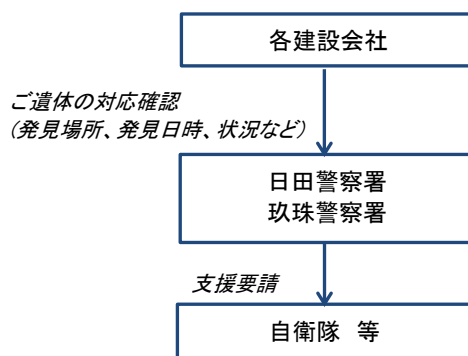 各建設会社
ご遺体の対応確認
(発見場所、発見日時、状況など)
日田警察署
玖珠警察署
支援要請
自衛隊　等